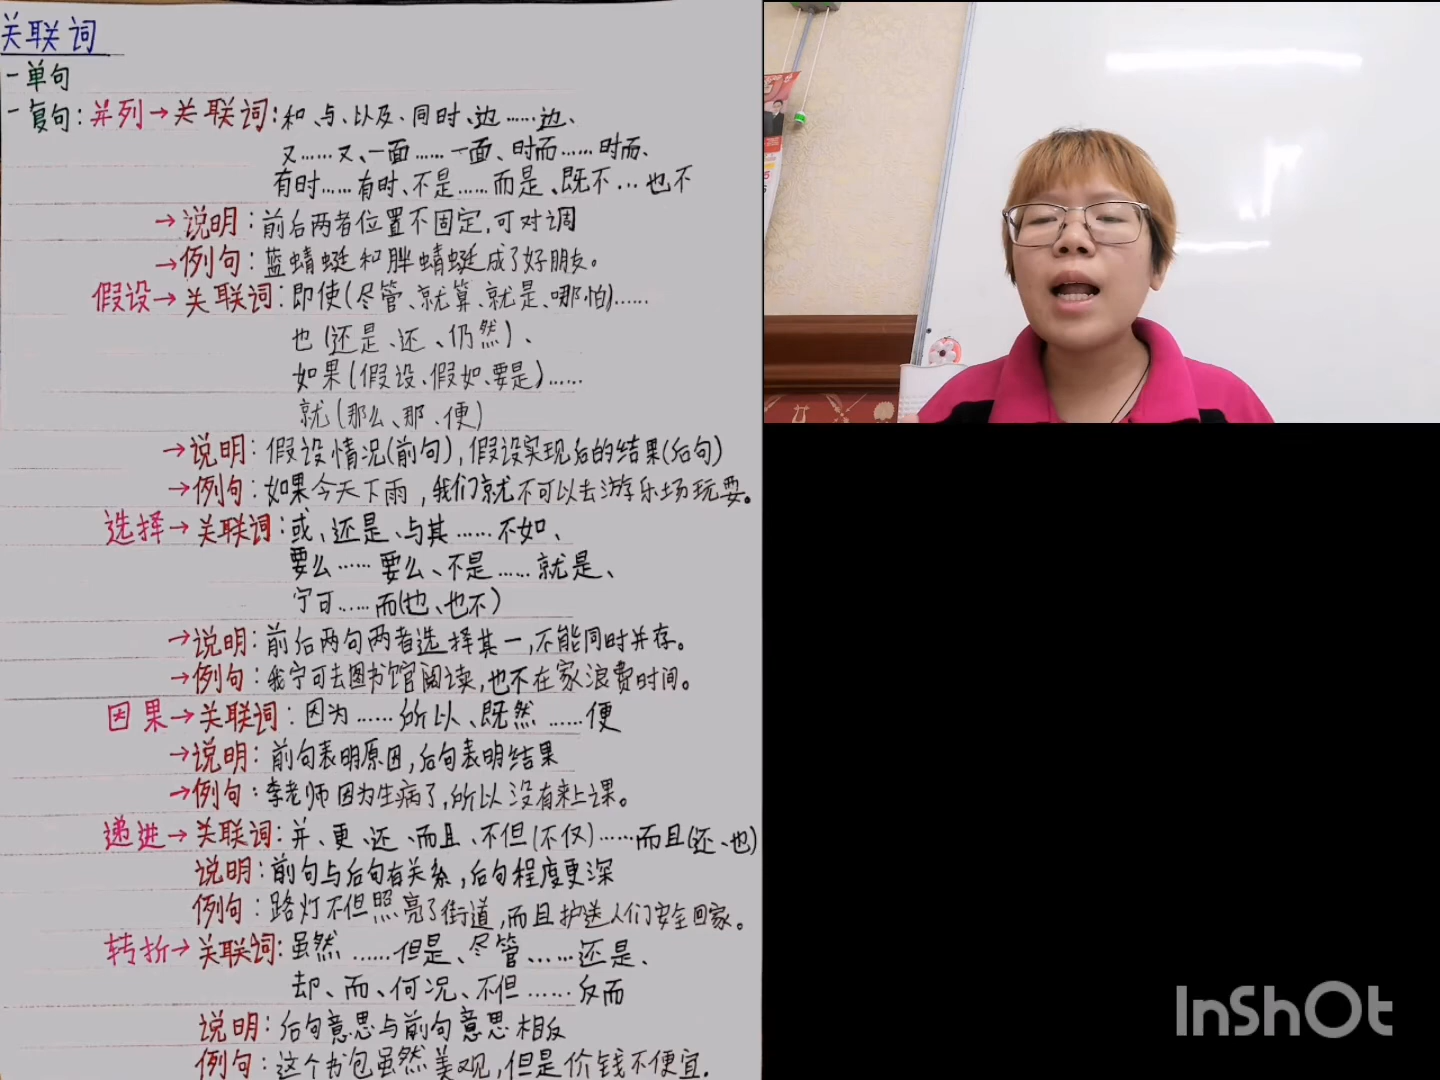 关联词
一单句
一复句:并列→关联词:和、与、以及、同时、边……边、
又……又、一面……一面、时而……时而、
有时……有时、不是……而是、既不…也不
→说明:前后两者位置不固定,可对调
→例句:蓝蜻蜓和胖蜻蜓成了好朋友。
假设→关联词:即使(尽管、就算、就是、哪怕)……
也(还是、还、仍然)、
如果(假设、假如、要是)……
就(那么、那、便)
→说明:假设情况(前句),假设实现后的结果(后句)
→例句:如果今天下雨,我们就不可以去游乐场玩耍。
选择→关联词:或、还是、与其……不如、
要么……要么、不是……就是、
宁可……而(也、也不)
→说明:前后两句两者选择其一,不能同时并存。
→例句:我宁可去图书馆阅读,也不在家浪费时间。
因果→关联词:因为……所以、既然……便
→说明:前句表明原因,后句表明结果
→例句:李老师因为生病了,所以没有来上课。
递进→关联词:并、更、还、而且、不但(不仅)……而且(还、也)
说明:前句与后句有关系,后句程度更深
例句:路灯不但照亮了街道,而且护送人们安全回家。
转折→关联词:虽然……但是、尽管……还是、
却、而、何况、不但……反而
说明:后句意思与前句意思相反
例句:这个书包虽然美观,但是价钱不便宜.
InShOt